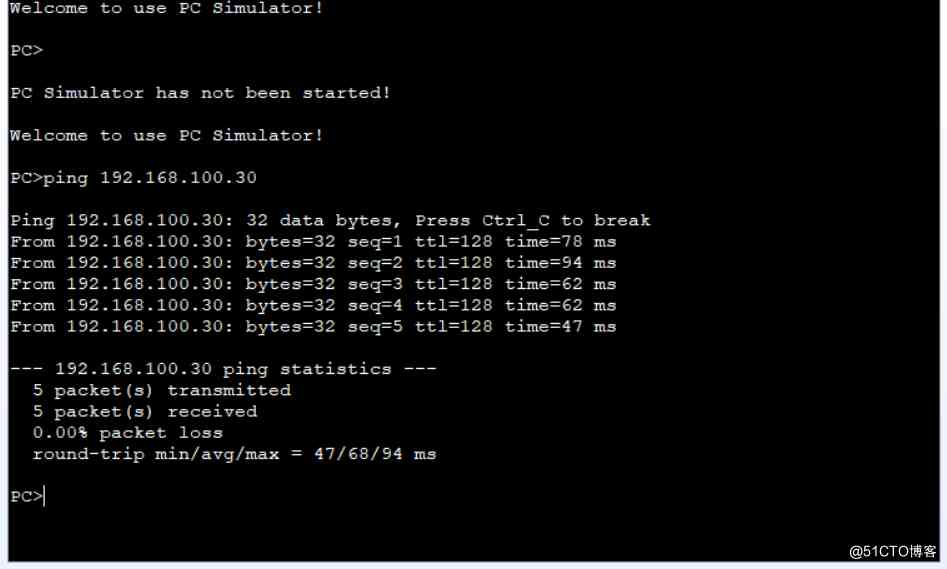 Welcome to use PC Simulator!
PC>
PC Simulator has not been started!
Welcome to use PC Simulator!
PC>ping 192.168.100.30
Ping 192.168.100.30: 32 data bytes, Press Ctrl_C to break
From 192.168.100.30: bytes=32 seq=1 ttl=128 time=78 ms
From 192.168.100.30: bytes=32 seq=2 ttl=128 time=94 ms
From 192.168.100.30: bytes=32 seq=3 ttl=128 time=62 ms
From 192.168.100.30: bytes=32 seq=4 ttl=128 time=62 ms
From 192.168.100.30: bytes=32 seq=5 ttl=128 time=47 ms
--- 192.168.100.30 ping statistics ---
5 packet(s) transmitted
5 packet(s) received
0.00% packet loss
round-trip min/avg/max = 47/68/94 ms
PC>
@51CTO博客